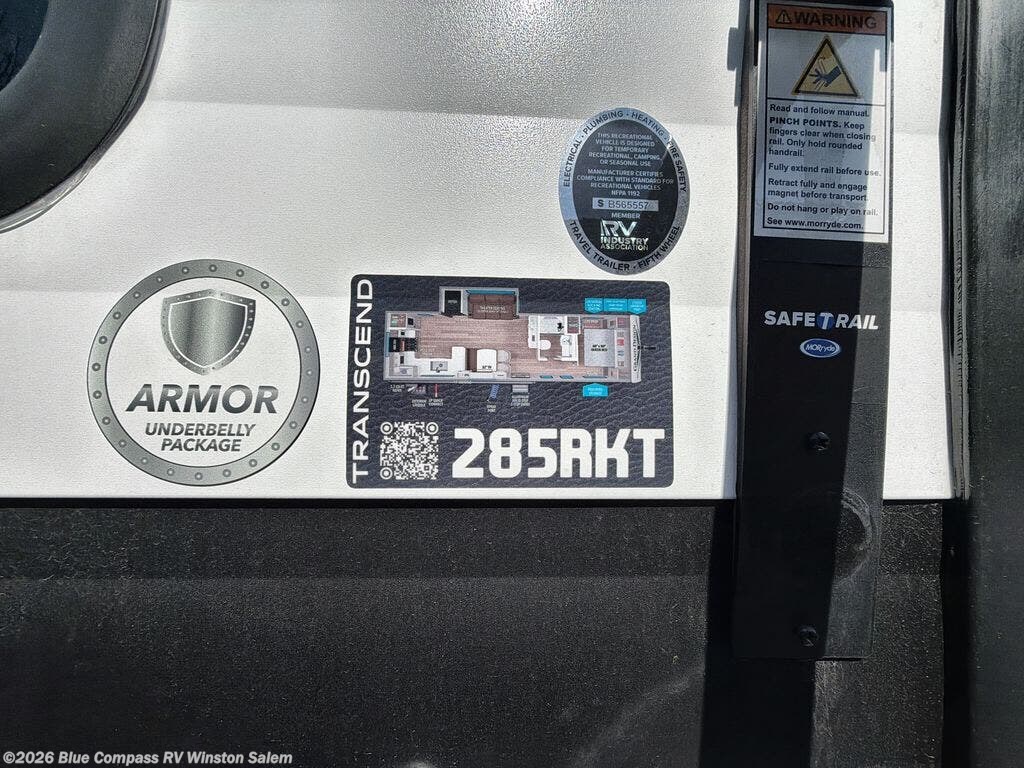 WARNING
Read and follow manual.
PINCH POINTS. Keep
fingers clear when closing
rail. Only hold rounded
handrail.
Fully extend rail before use.
Retract fully and engage
magnet before transport.
Do not hang or play on rail.
See www.morryde.com.
SAFE T RAIL
MORryde
ELECTRICAL · PLUMBING · HEATING · FIRE SAFETY
THIS RECREATIONAL
VEHICLE IS DESIGNED
FOR TEMPORARY
RECREATIONAL, CAMPING,
OR SEASONAL USE
MANUFACTURER CERTIFIES
COMPLIANCE WITH STANDARD FOR
RECREATIONAL VEHICLES
NFPA 1192
MEMBER
RV
INDUSTRY
ASSOCIATION
TRAVEL TRAILER · FIFTH WHEEL
ARMOR
UNDERBELLY
PACKAGE
TRANSCEND
285RKT
©2026 Blue Compass RV Winston Salem